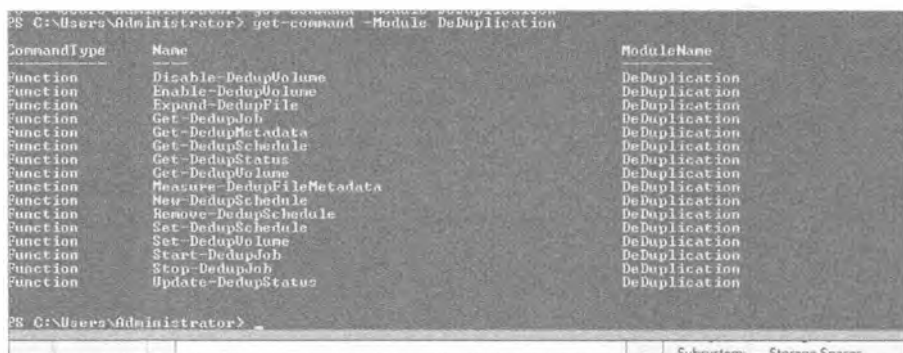 PS C:\Users\Administrator> get-command -Module DeDuplication
CommandType Name ModuleName
Function Disable-DedupVolume DeDuplication
Function Enable-DedupVolume DeDuplication
Function Expand-DedupFile DeDuplication
Function Get-DedupJob DeDuplication
Function Get-DedupMetadata DeDuplication
Function Get-DedupSchedule DeDuplication
Function Get-DedupStatus DeDuplication
Function Get-DedupVolume DeDuplication
Function Measure-DedupFileMetadata DeDuplication
Function New-DedupSchedule DeDuplication
Function Remove-DedupSchedule DeDuplication
Function Set-DedupSchedule DeDuplication
Function Set-DedupVolume DeDuplication
Function Start-DedupJob DeDuplication
Function Stop-DedupJob DeDuplication
Function Update-DedupStatus DeDuplication
PS C:\Users\Administrator> _
Subsystem: Storage Spaces